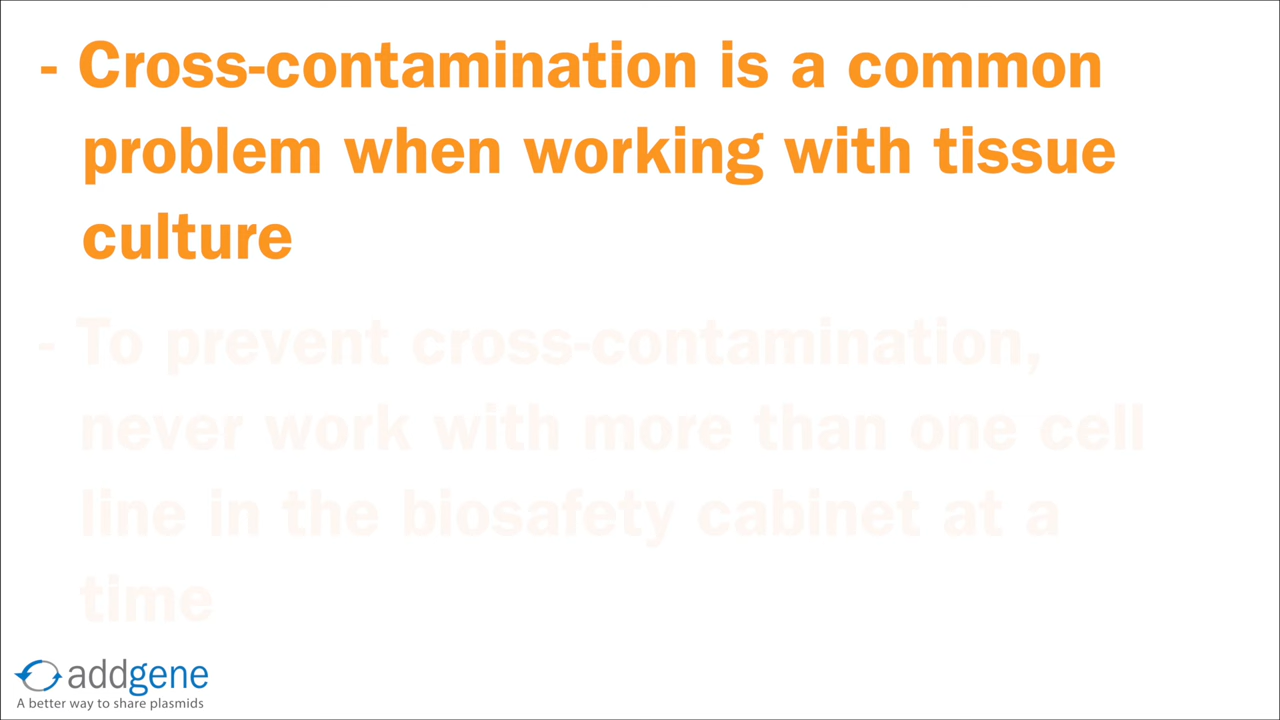 - Cross-contamination is a common
problem when working with tissue
culture
- To prevent cross-contamination,
never work with more than one cell
line in the biosafety cabinet at a
time
addgene
A better way to share plasmids